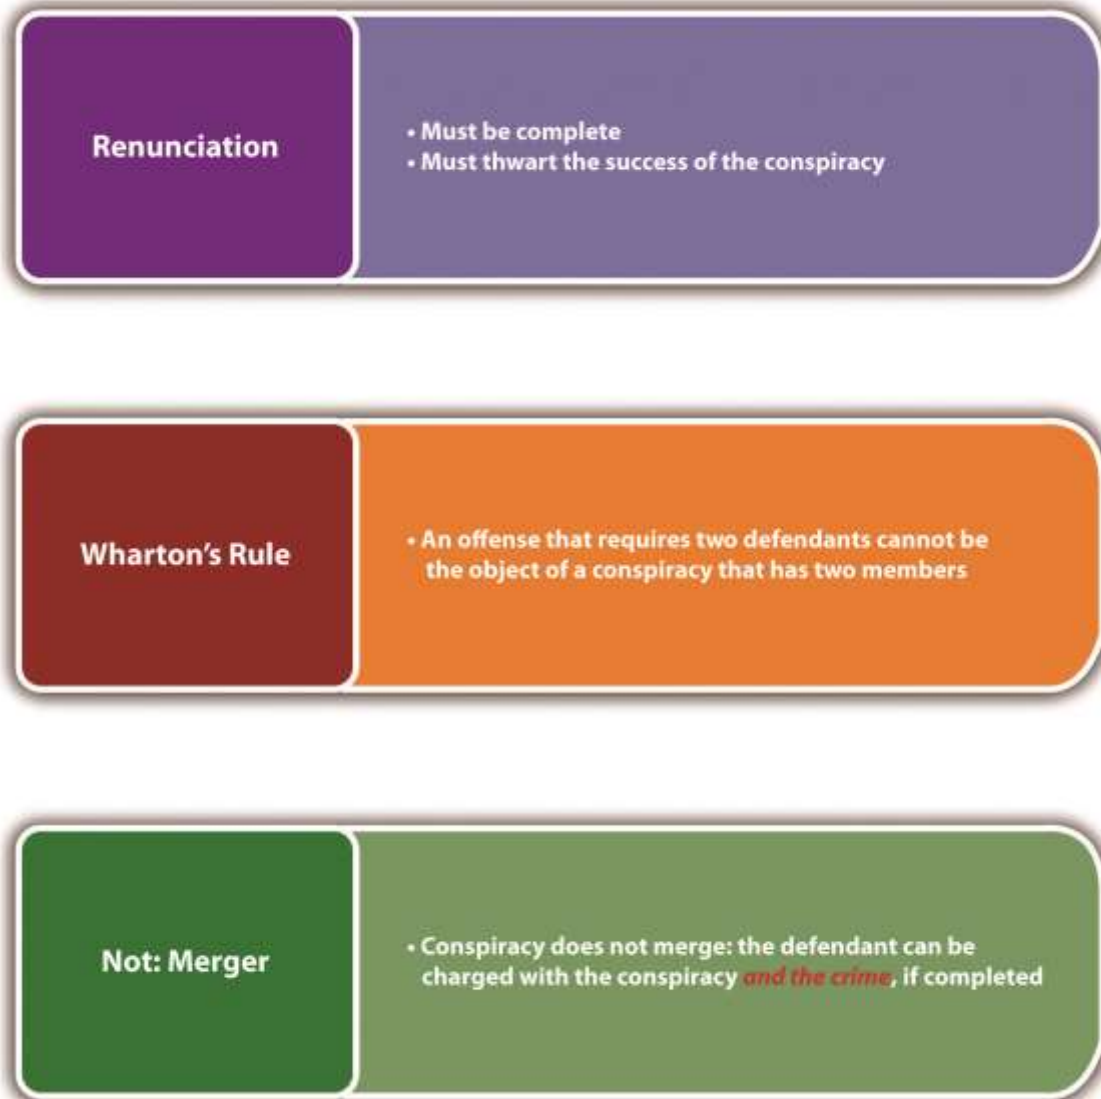 Renunciation
• Must be complete
• Must thwart the success of the conspiracy
Wharton's Rule
• An offense that requires two defendants cannot be
the object of a conspiracy that has two members
Not: Merger
• Conspiracy does not merge: the defendant can be
charged with the conspiracy and the crime, if completed